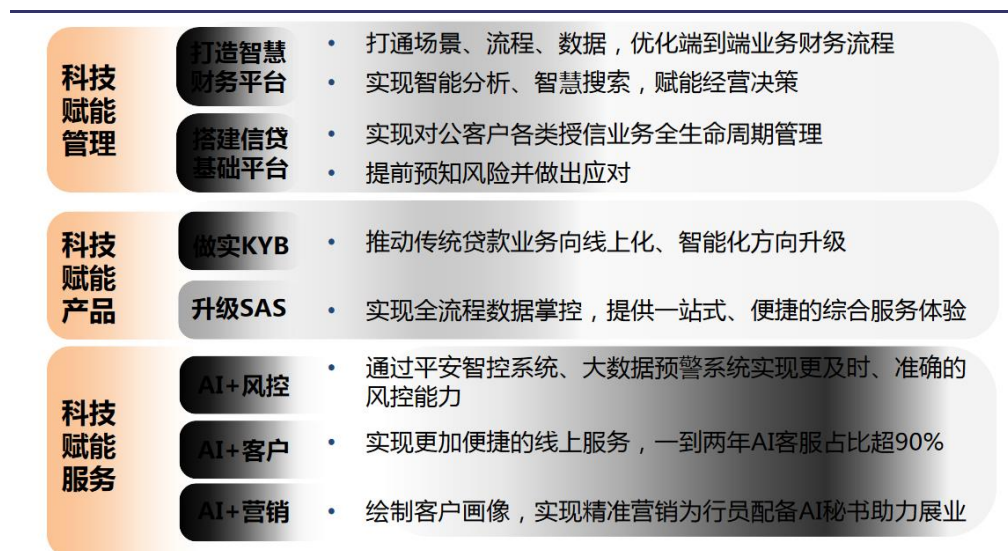 科技
赋能
管理
打造智慧
财务平台
• 打通场景、流程、数据，优化端到端业务财务流程
• 实现智能分析、智慧搜索，赋能经营决策
搭建信贷
基础平台
• 实现对公客户各类授信业务全生命周期管理
• 提前预知风险并做出应对
科技
赋能
产品
做实KYB
• 推动传统贷款业务向线上化、智能化方向升级
升级SAS
• 实现全流程数据掌控，提供一站式、便捷的综合服务体验
科技
赋能
服务
AI+风控
• 通过平安智控系统、大数据预警系统实现更及时、准确的
风控能力
AI+客户
• 实现更加便捷的线上服务，一到两年AI客服占比超90%
AI+营销
• 绘制客户画像，实现精准营销为行员配备AI秘书助力展业